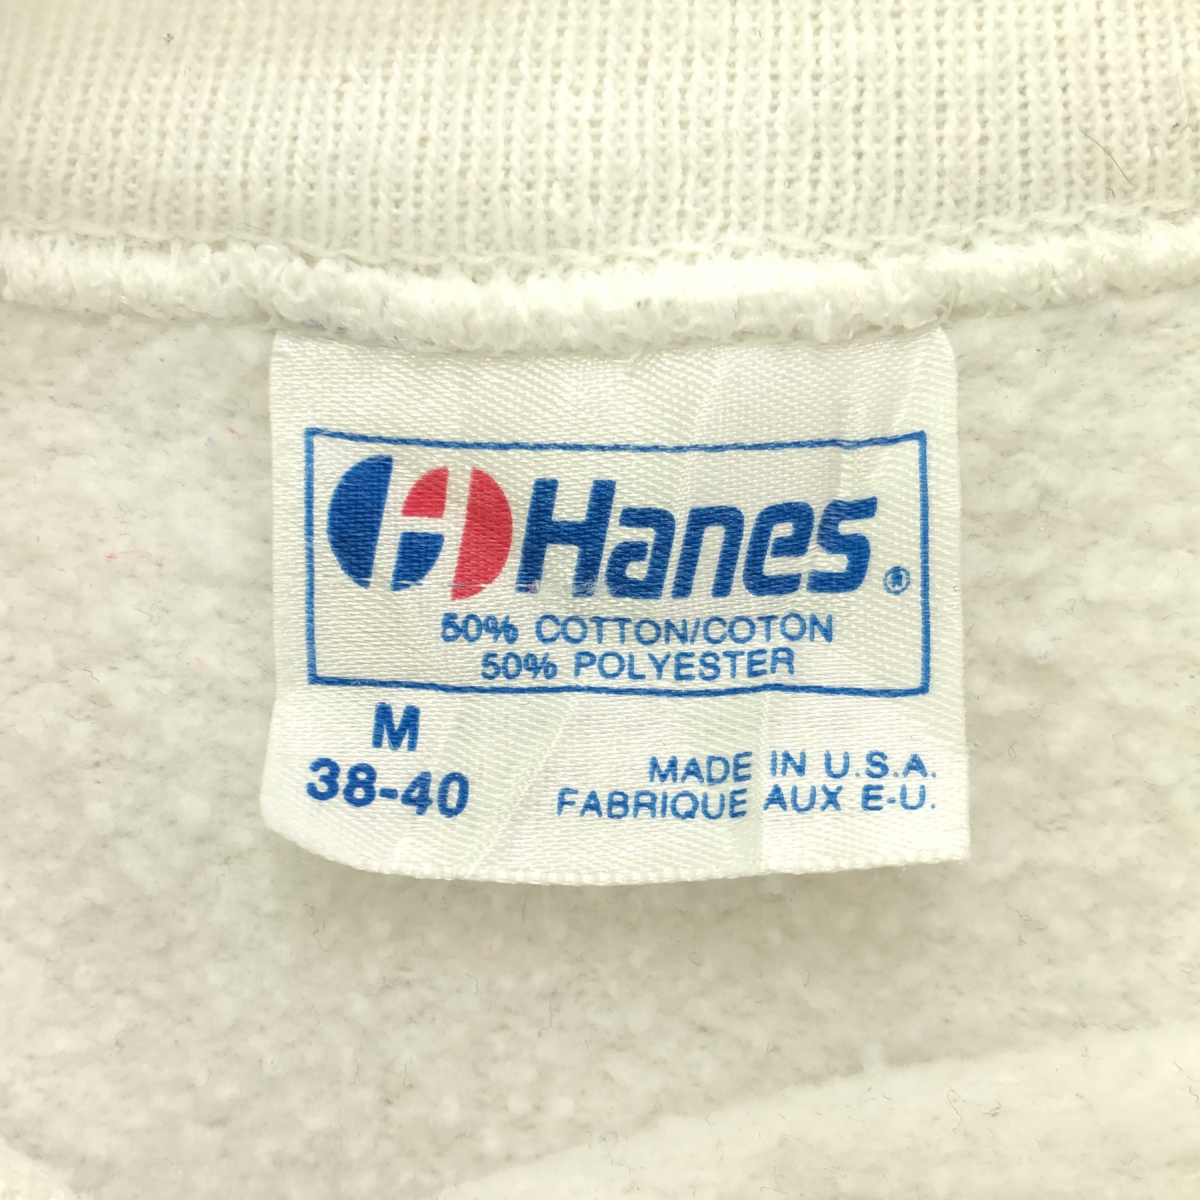 Hanes®
50% COTTON/COTON
50% POLYESTER
M
38-40
MADE IN U.S.A.
FABRIQUE AUX E-U.